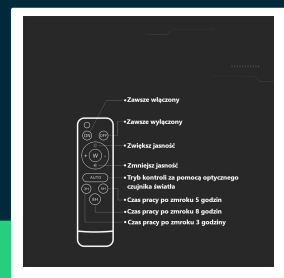 Zawsze włączony
Zawsze wyłączony
ON
OFF
Zwiększ jasność
+ W -
Zmniejsz jasność
AUTO
Tryb kontroli za pomocą optycznego
czujnika światła
3H
5H
8H
Czas pracy po zmroku 5 godzin
Czas pracy po zmroku 8 godzin
Czas pracy po zmroku 3 godziny